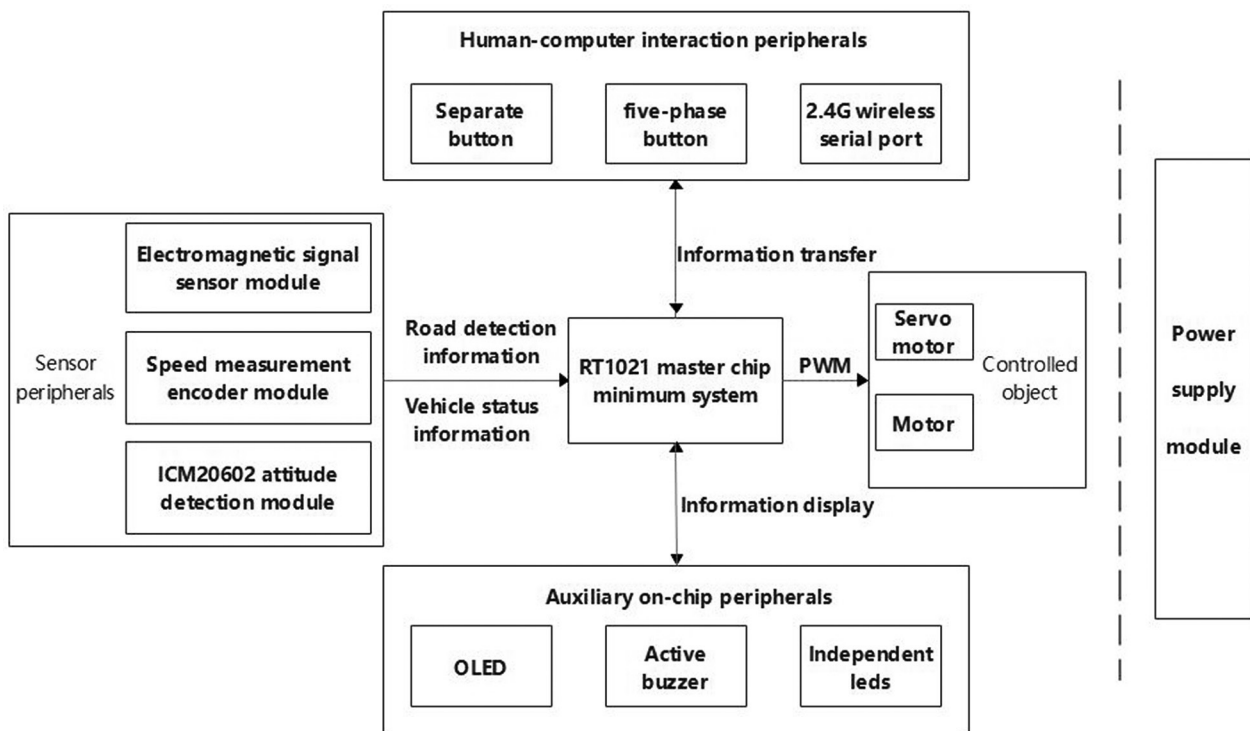 Human-computer interaction peripherals
Separate
button
five-phase
button
2.4G wireless
serial port
Information transfer
Sensor
peripherals
Electromagnetic signal
sensor module
Speed measurement
encoder module
ICM20602 attitude
detection module
Road detection
information
Vehicle status
information
RT1021 master chip
minimum system
PWM
Servo
motor
Motor
Controlled
object
Power
supply
module
Information display
Auxiliary on-chip peripherals
OLED
Active
buzzer
Independent
leds